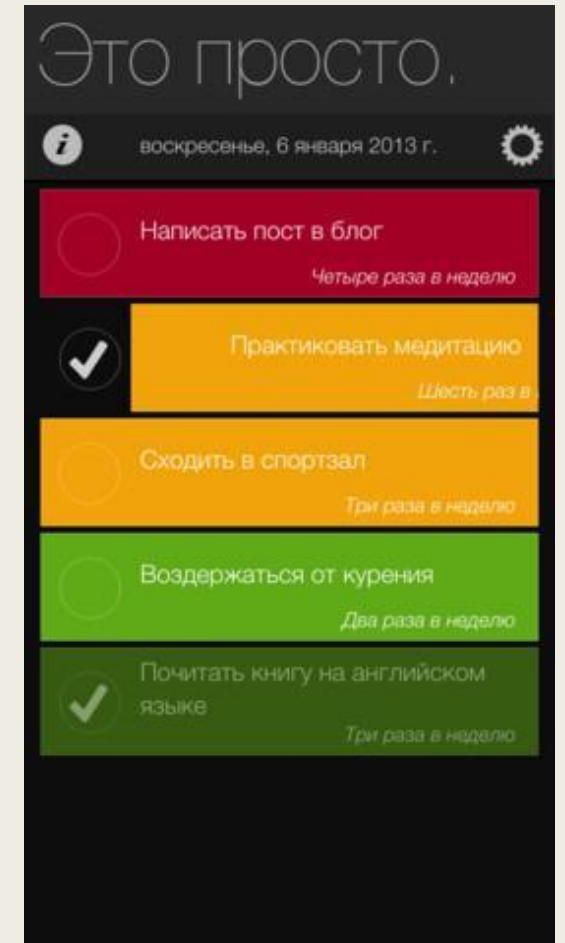 Это просто.
воскресенье, 6 января 2013 г.
Написать пост в блог
Четыре раза в неделю
Практиковать медитацию
Шесть раз в
Сходить в спортзал
Три раза в неделю
Воздержаться от курения
Два раза в неделю
Почитать книгу на английском
языке
Три раза в неделю